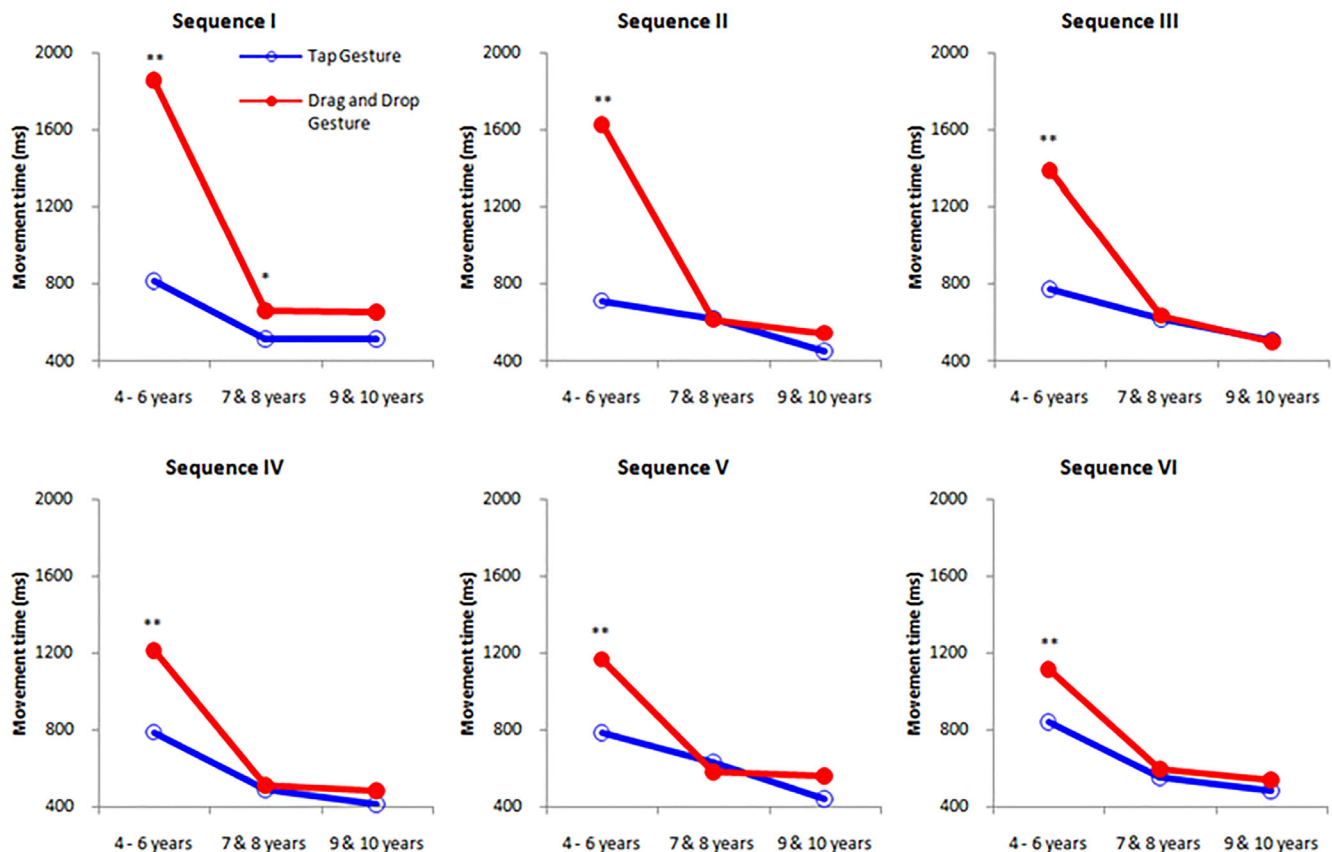 Sequence I
Sequence II
Sequence III
2000
1600
1200
800
400
Movement time (ms)
**
*
Tap Gesture
Drag and Drop
Gesture
4 - 6 years
7 & 8 years
9 & 10 years
2000
1600
1200
800
400
Movement time (ms)
**
4 - 6 years
7 & 8 years
9 & 10 years
2000
1600
1200
800
400
Movement time (ms)
**
4 - 6 years
7 & 8 years
9 & 10 years
Sequence IV
Sequence V
Sequence VI
2000
1600
1200
800
400
Movement time (ms)
**
4 - 6 years
7 & 8 years
9 & 10 years
2000
1600
1200
800
400
Movement time (ms)
**
4 - 6 years
7 & 8 years
9 & 10 years
2000
1600
1200
800
400
Movement time (ms)
**
4 - 6 years
7 & 8 years
9 & 10 years